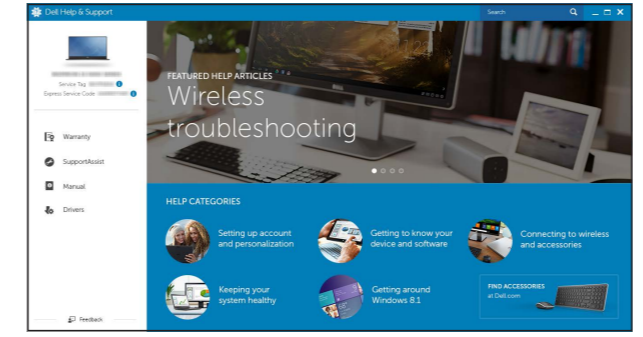 Dell Help & Support
Search
Service Tag
Express Service Code
Warranty
SupportAssist
Manual
Drivers
Feedback
FEATURED HELP ARTICLES
Wireless
troubleshooting
HELP CATEGORIES
Setting up account
and personalization
Getting to know your
device and software
Connecting to wireless
and accessories
Keeping your
system healthy
Getting around
Windows 8.1
FIND ACCESSORIES
at Dell.com